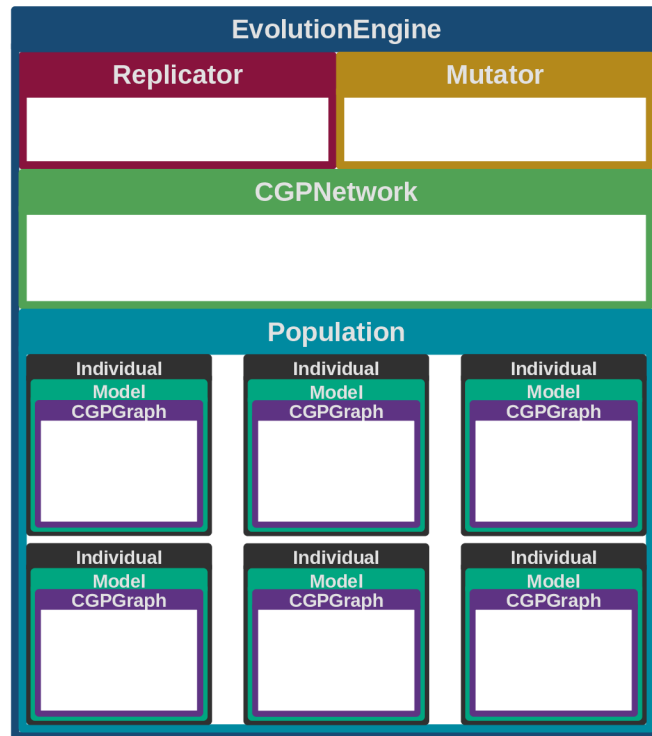 EvolutionEngine
Replicator
Mutator
CGPNetwork
Population
Individual
Model
CGPGraph
Individual
Model
CGPGraph
Individual
Model
CGPGraph
Individual
Model
CGPGraph
Individual
Model
CGPGraph
Individual
Model
CGPGraph